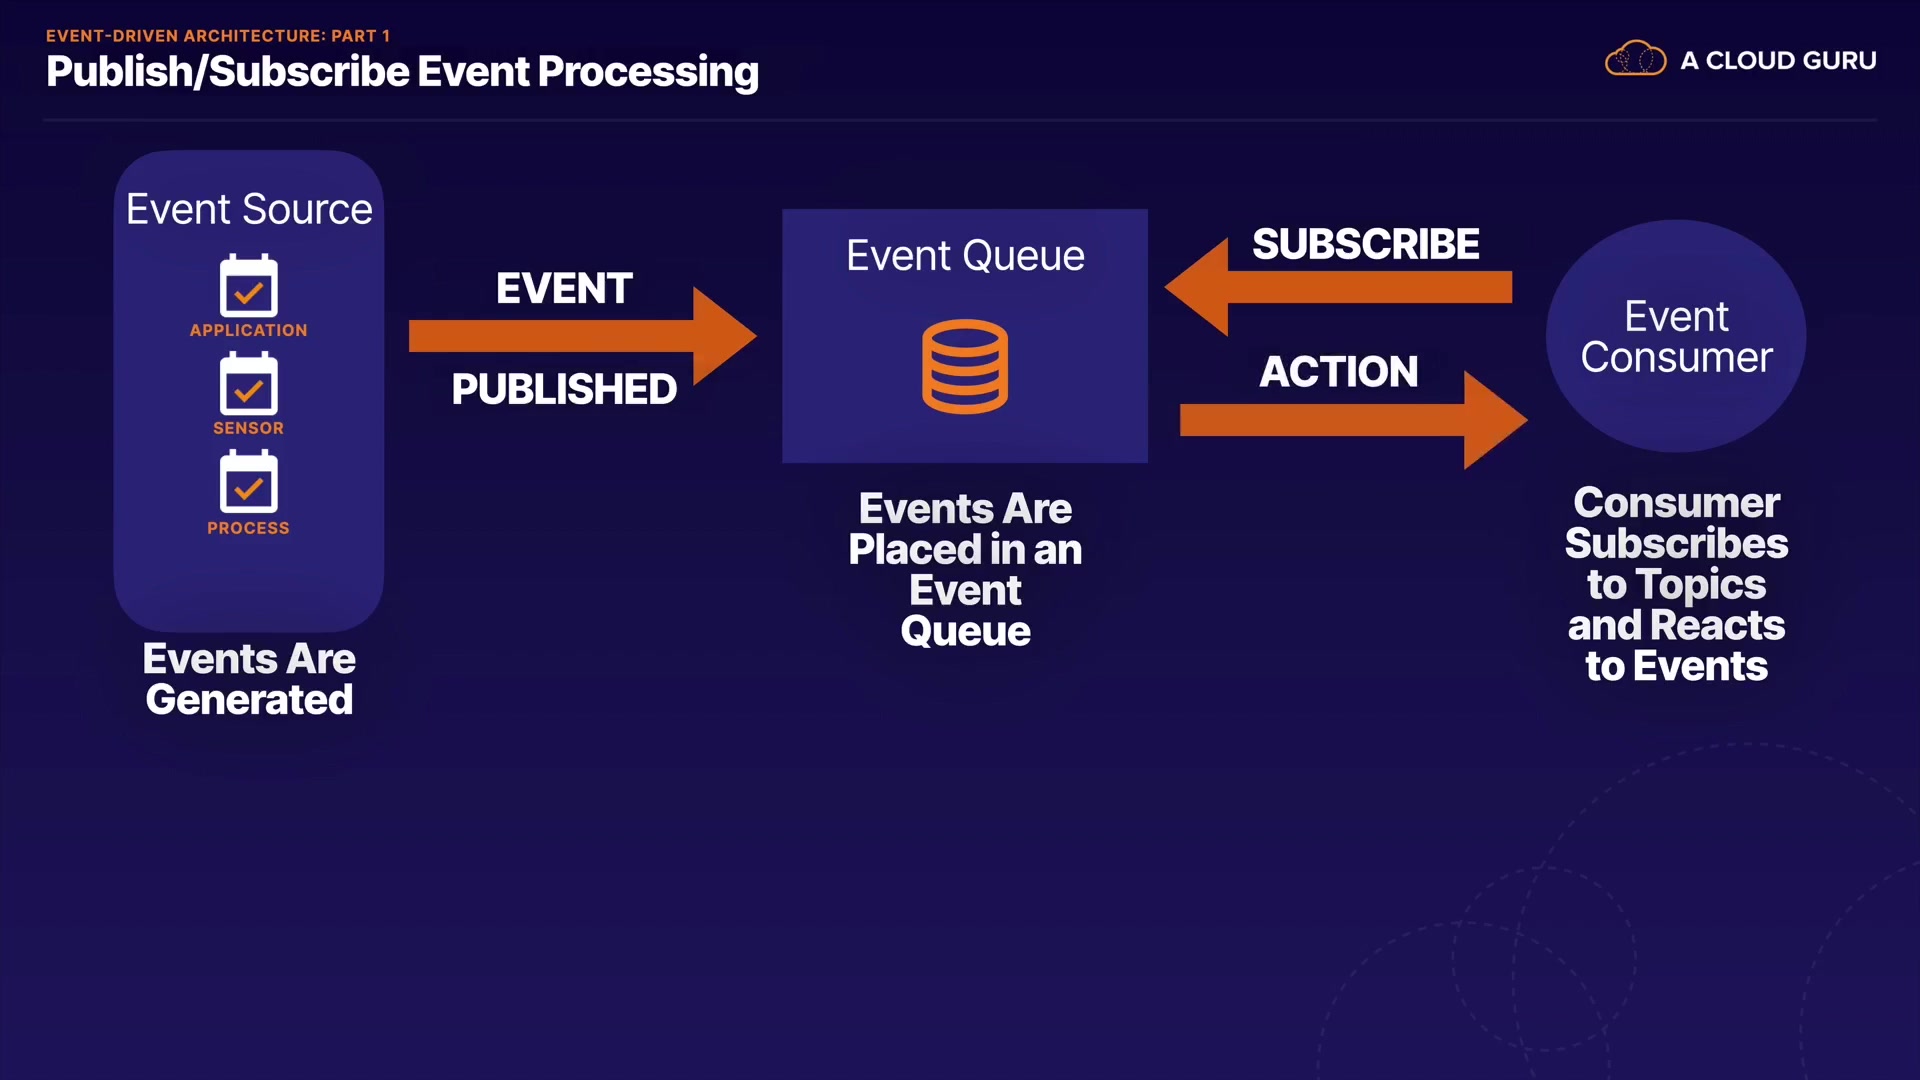 EVENT-DRIVEN ARCHITECTURE: PART 1
Publish/Subscribe Event Processing
A CLOUD GURU
Event Source
APPLICATION
SENSOR
PROCESS
Events Are
Generated
EVENT
PUBLISHED
Event Queue
Events Are
Placed in an
Event
Queue
SUBSCRIBE
ACTION
Event
Consumer
Consumer
Subscribes
to Topics
and Reacts
to Events